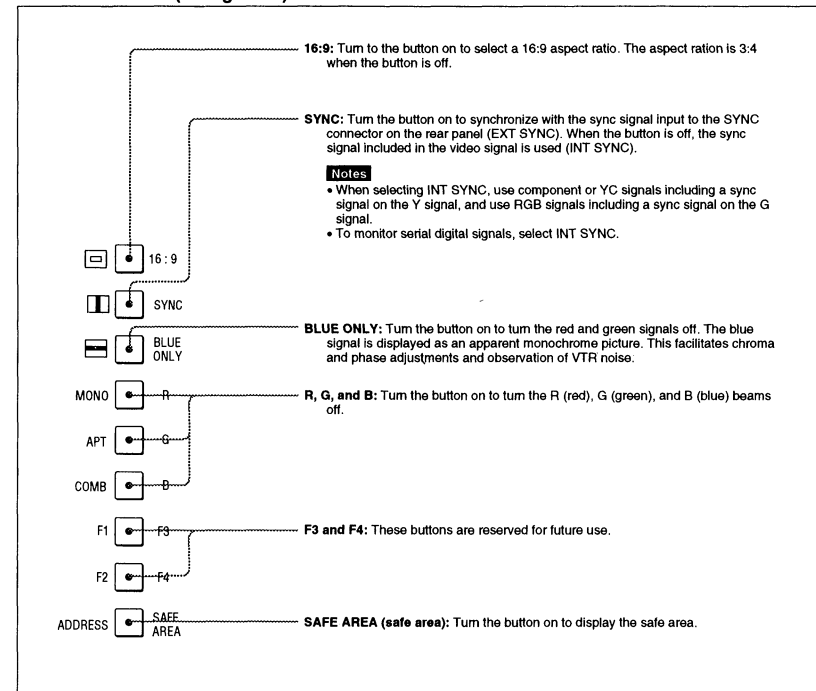 16:9: Turn to the button on to select a 16:9 aspect ratio. The aspect ration is 3:4
when the button is off.
SYNC: Turn the button on to synchronize with the sync signal input to the SYNC
connector on the rear panel (EXT SYNC). When the button is off, the sync
signal included in the video signal is used (INT SYNC).
Notes
• When selecting INT SYNC, use component or YC signals including a sync
signal on the Y signal, and use RGB signals including a sync signal on the G
signal.
• To monitor serial digital signals, select INT SYNC.
16:9
SYNC
BLUE ONLY: Turn the button on to turn the red and green signals off. The blue
signal is displayed as an apparent monochrome picture. This facilitates chroma
and phase adjustments and observation of VTR noise.
BLUE
ONLY
MONO R
R, G, and B: Turn the button on to turn the R (red), G (green), and B (blue) beams
off.
APT G
COMB B
F1 F3
F3 and F4: These buttons are reserved for future use.
F2 F4
ADDRESS SAFE
AREA
SAFE AREA (safe area): Turn the button on to display the safe area.